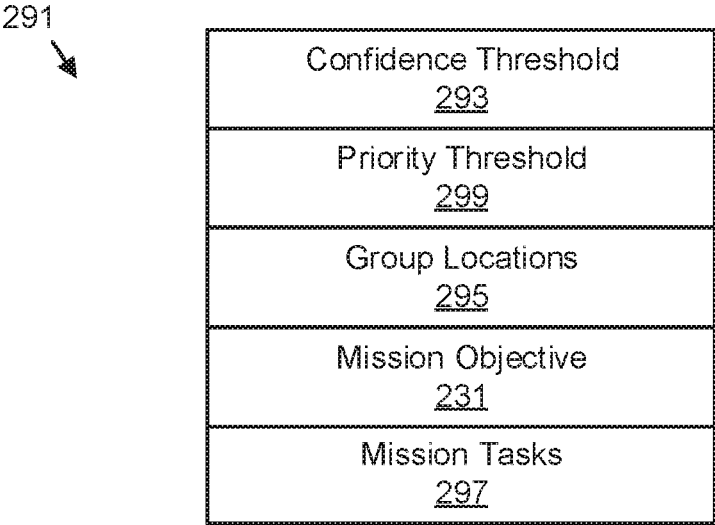 291
Confidence Threshold
293
Priority Threshold
299
Group Locations
295
Mission Objective
231
Mission Tasks
297